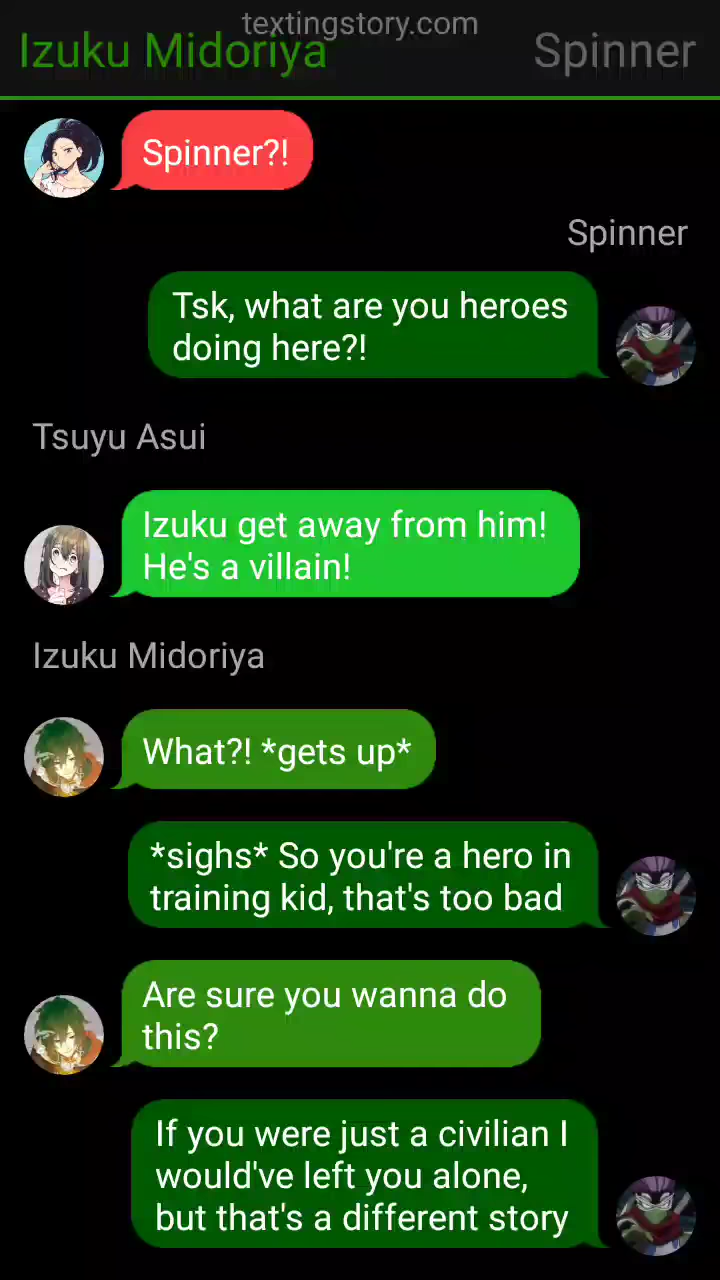 textingstory.com
Izuku Midoriya
Spinner
Spinner?!
Spinner
Tsk, what are you heroes
doing here?!
Tsuyu Asui
Izuku get away from him!
He's a villain!
Izuku Midoriya
What?! *gets up*
*sighs* So you're a hero in
training kid, that's too bad
Are sure you wanna do
this?
If you were just a civilian I
would've left you alone,
but that's a different story